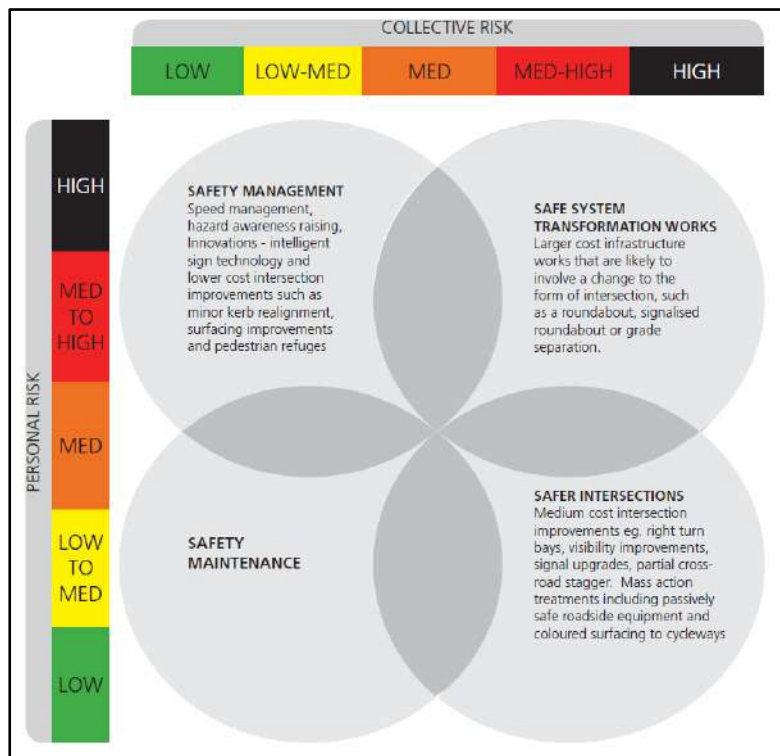 COLLECTIVE RISK
LOW
LOW-MED
MED
MED-HIGH
HIGH
PERSONAL RISK
HIGH
MED
TO
HIGH
MED
LOW
TO
MED
LOW
SAFETY MANAGEMENT
Speed management,
hazard awareness raising,
Innovations - intelligent
sign technology and
lower cost intersection
improvements such as
minor kerb realignment,
surfacing improvements
and pedestrian refuges
SAFE SYSTEM
TRANSFORMATION WORKS
Larger cost infrastructure
works that are likely to
involve a change to the
form of intersection, such
as a roundabout, signalised
roundabout or grade
separation.
SAFETY
MAINTENANCE
SAFER INTERSECTIONS
Medium cost intersection
improvements eg. right turn
bays, visibility improvements,
signal upgrades, partial cross-
road stagger. Mass action
treatments including passively
safe roadside equipment and
coloured surfacing to cycleways